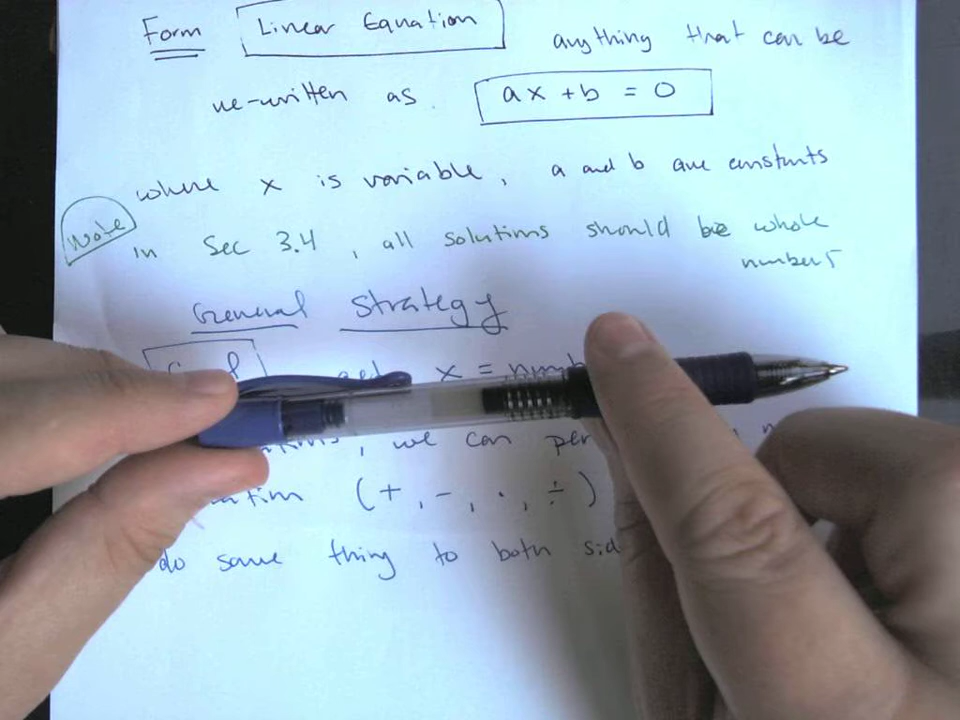 Form Linear Equation anything that can be
re-written as. ax + b = 0
where x is variable, a and b are constants
Note
in Sec 3.4, all solutions should be whole
numbers
General Strategy
get x =
, we can
(+, -, ·, ÷)
do same thing to both